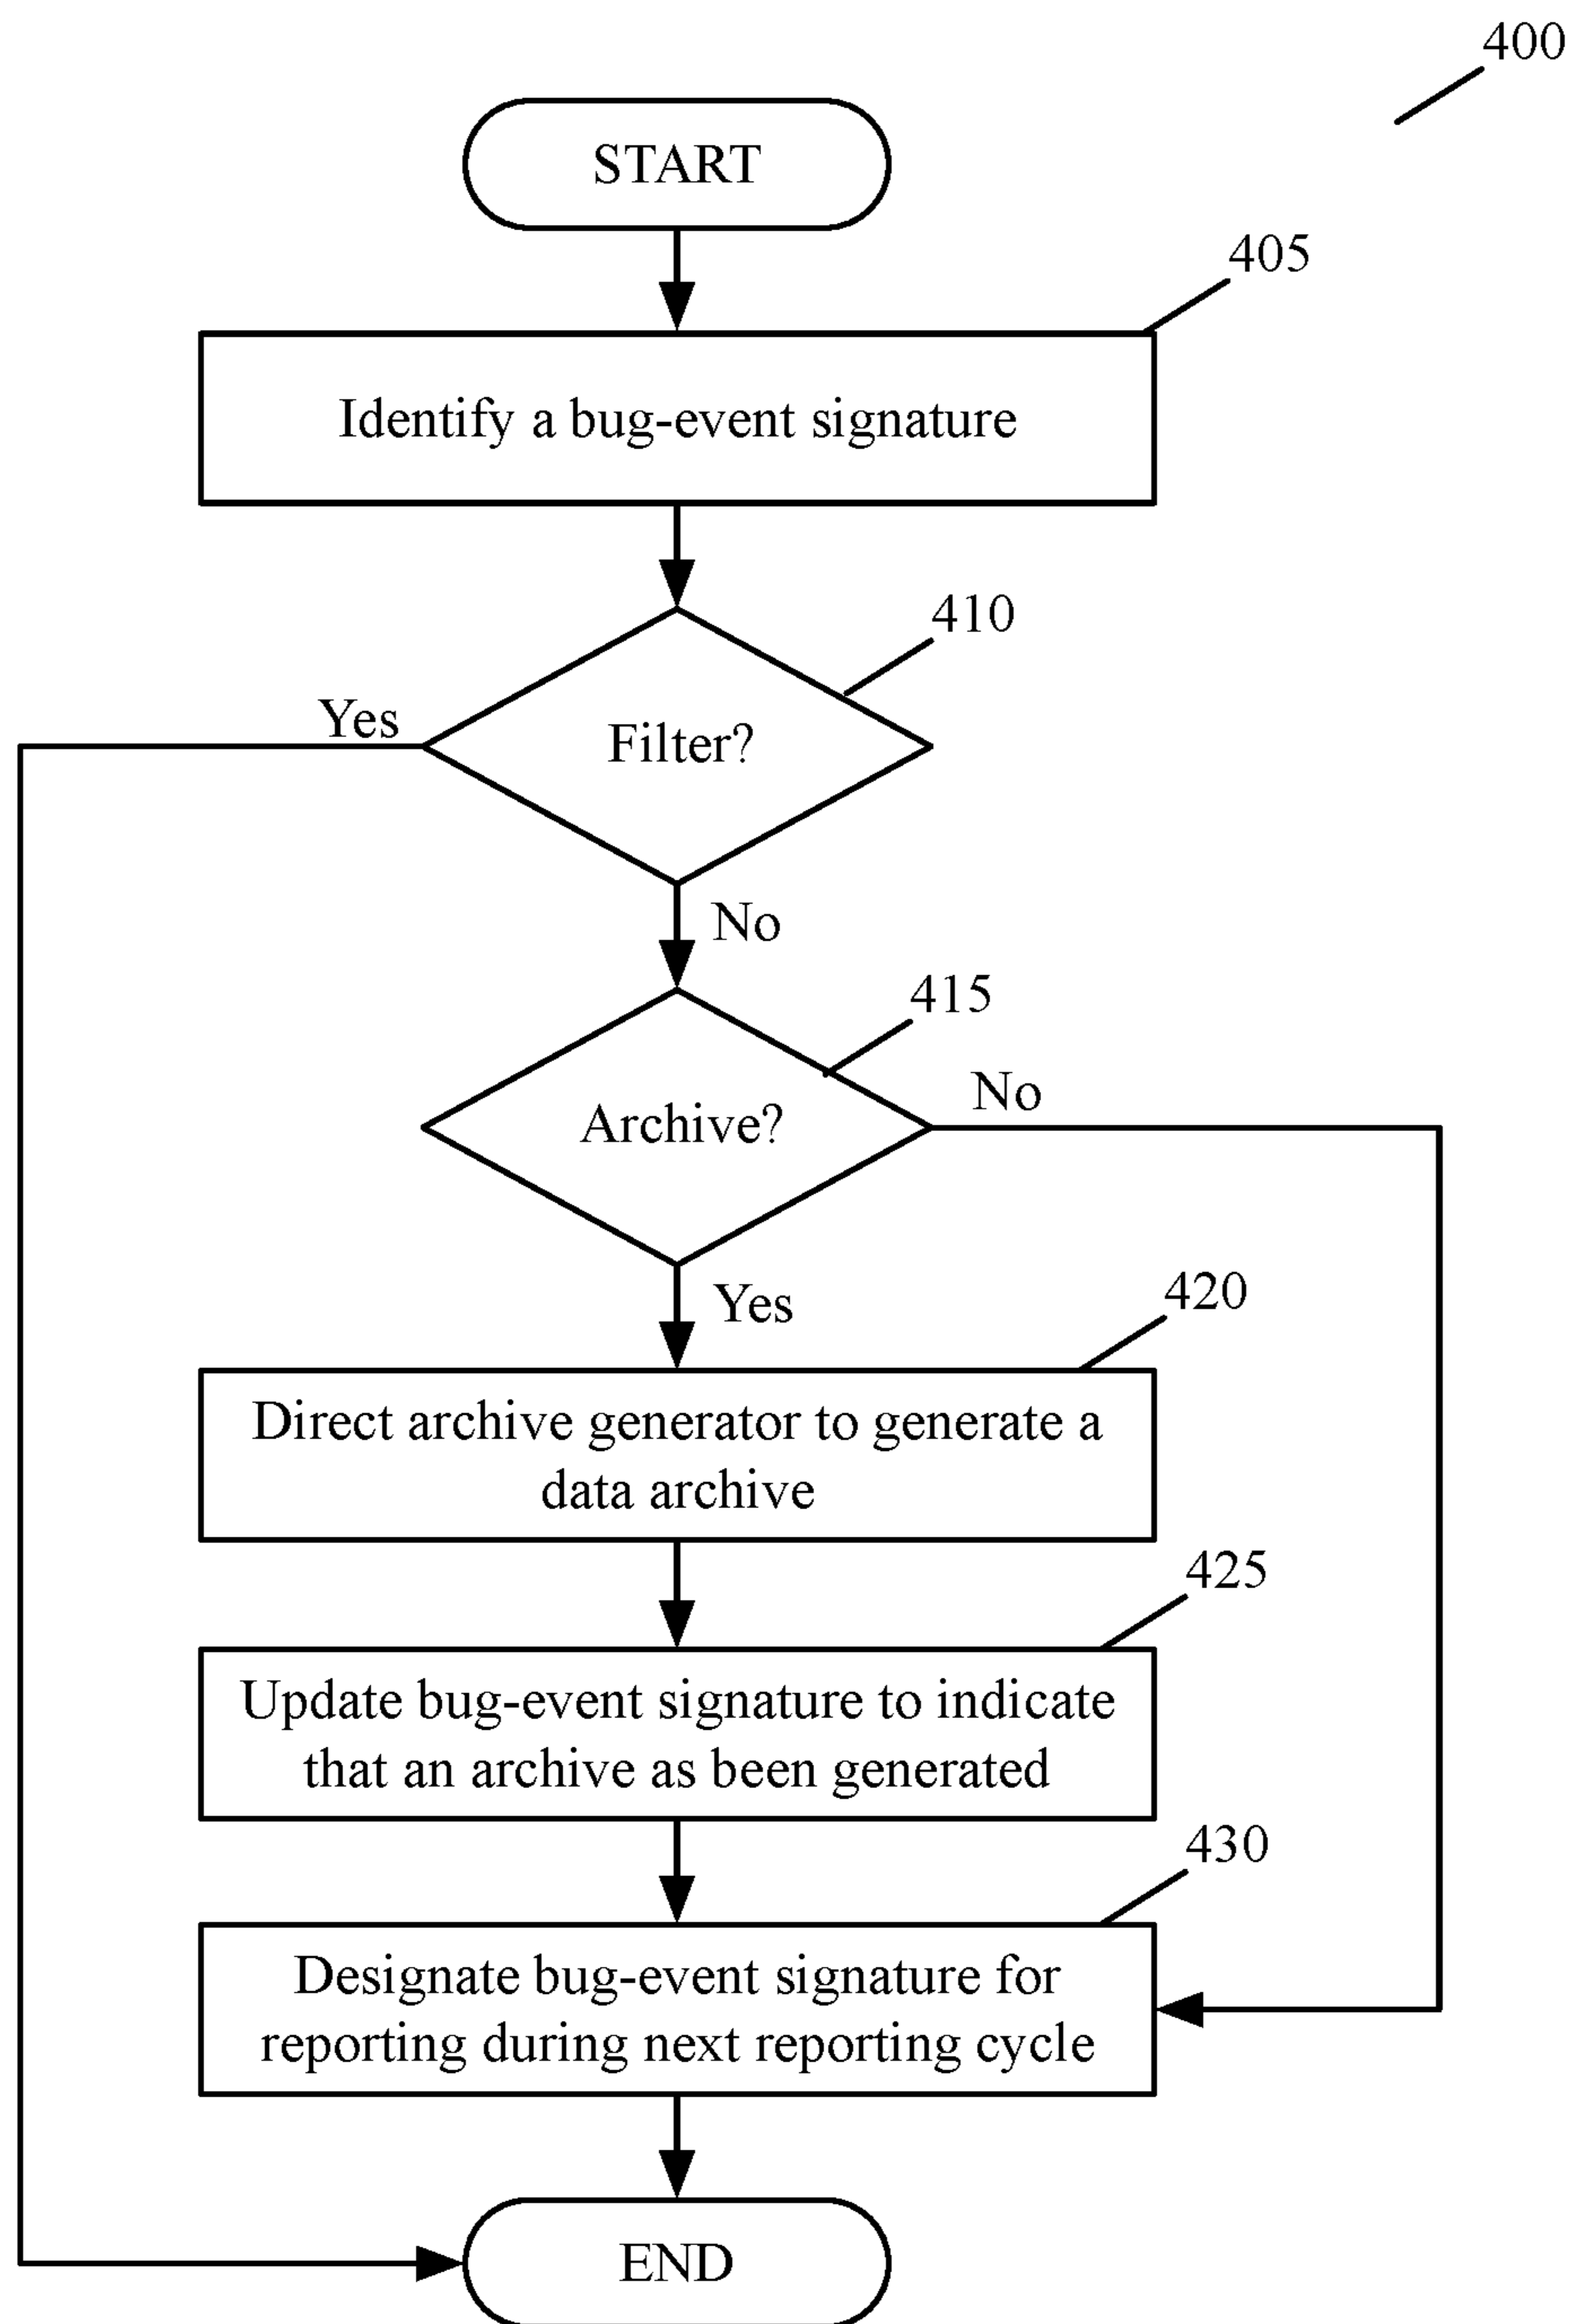 400
START
405
Identify a bug-event signature
410
Yes
Filter?
No
415
No
Archive?
Yes
420
Direct archive generator to generate a
data archive
425
Update bug-event signature to indicate
that an archive as been generated
430
Designate bug-event signature for
reporting during next reporting cycle
END